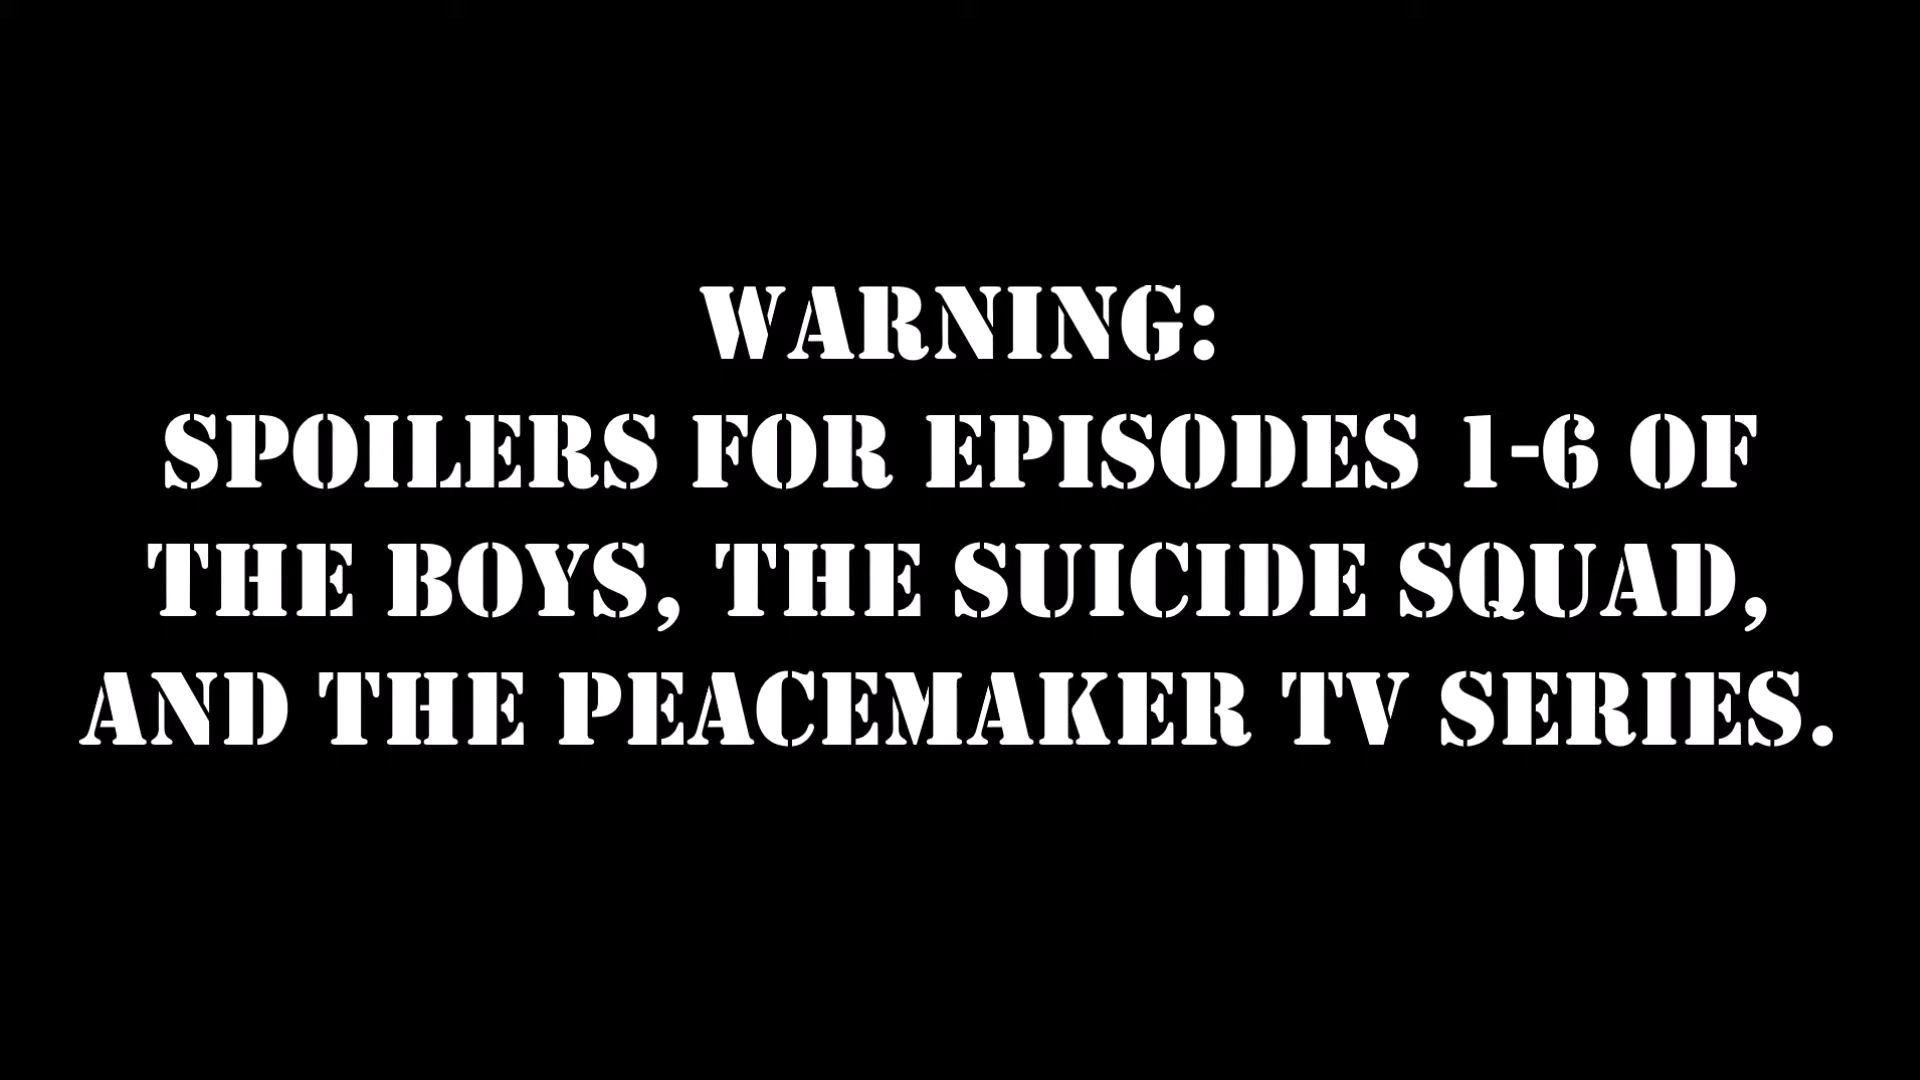 WARNING:
SPOILERS FOR EPISODES 1-6 OF
THE BOYS, THE SUICIDE SQUAD,
AND THE PEACEMAKER TV SERIES.